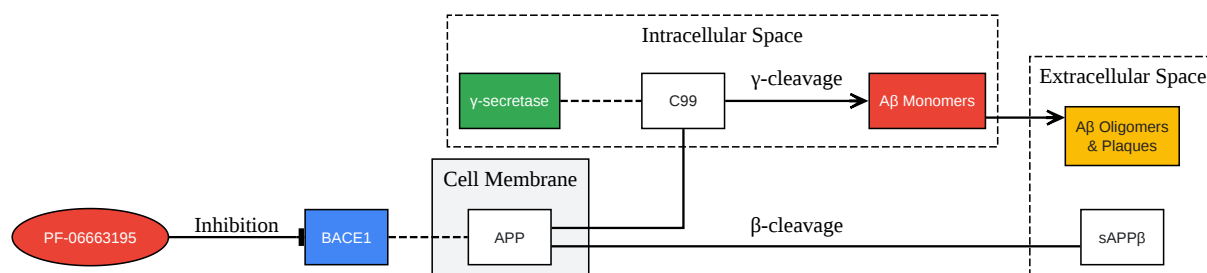 Intracellular Space
γ-secretase
C99
γ-cleavage
Aβ Monomers
Extracellular Space
Aβ Oligomers
& Plaques
Cell Membrane
PF-06663195
Inhibition
BACE1
APP
β-cleavage
sAPPβ